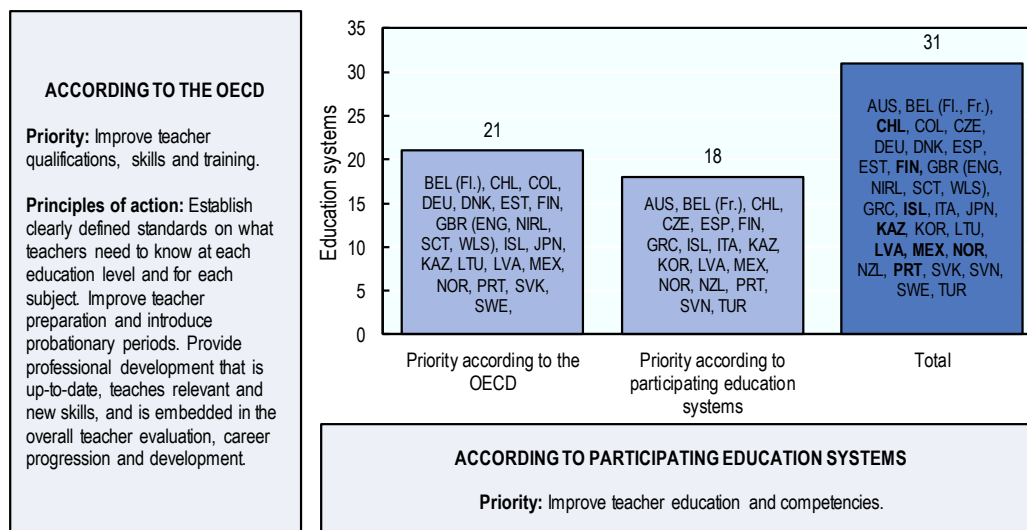 ACCORDING TO THE OECD
Priority: Improve teacher
qualifications, skills and training.
Principles of action: Establish
clearly defined standards on what
teachers need to know at each
education level and for each
subject. Improve teacher
preparation and introduce
probationary periods. Provide
professional development that is
up-to-date, teaches relevant and
new skills, and is embedded in the
overall teacher evaluation, career
progression and development.
Education systems
35
30
25
20
15
10
5
0
21
BEL (Fl.), CHL, COL,
DEU, DNK, EST, FIN,
GBR (ENG, NIRL,
SCT, WLS), ISL, JPN,
KAZ, LTU, LVA, MEX,
NOR, PRT, SVK,
SWE,
Priority according to the
OECD
18
AUS, BEL (Fr.), CHL,
CZE, ESP, FIN,
GRC, ISL, ITA, KAZ,
KOR, LVA, MEX,
NOR, NZL, PRT,
SVN, TUR
Priority according to
participating education
systems
31
AUS, BEL (Fl., Fr.),
CHL, COL, CZE,
DEU, DNK, ESP,
EST, FIN, GBR (ENG,
NIRL, SCT, WLS),
GRC, ISL, ITA, JPN,
KAZ, KOR, LTU,
LVA, MEX, NOR,
NZL, PRT, SVK, SVN,
SWE, TUR
Total
ACCORDING TO PARTICIPATING EDUCATION SYSTEMS
Priority: Improve teacher education and competencies.